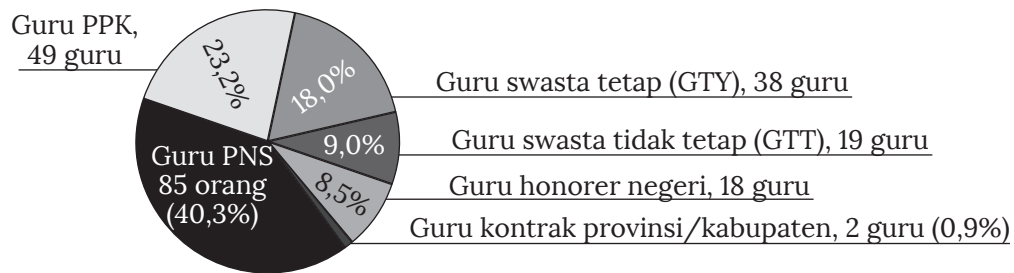 Guru PPK,
49 guru
23,2%
18,0%
Guru swasta tetap (GTY), 38 guru
9,0%
Guru swasta tidak tetap (GTT), 19 guru
Guru PNS
85 orang
(40,3%)
8,5%
Guru honorer negeri, 18 guru
Guru kontrak provinsi/kabupaten, 2 guru (0,9%)